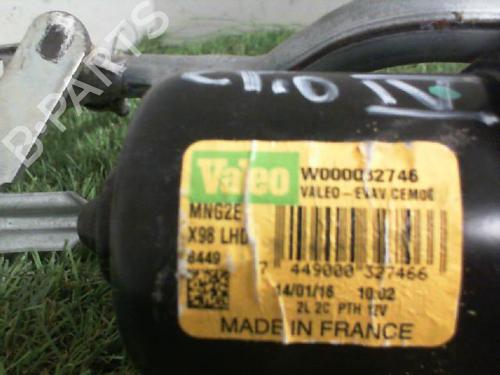 B-PARTS
CLIO IV
Valeo
W000032746
VALEO-EVAV CEMOE
MNG2E
X98 LHD
8449
7 449000 327466
14/01/16 10:02
2L 2C PTH 12V
MADE IN FRANCE